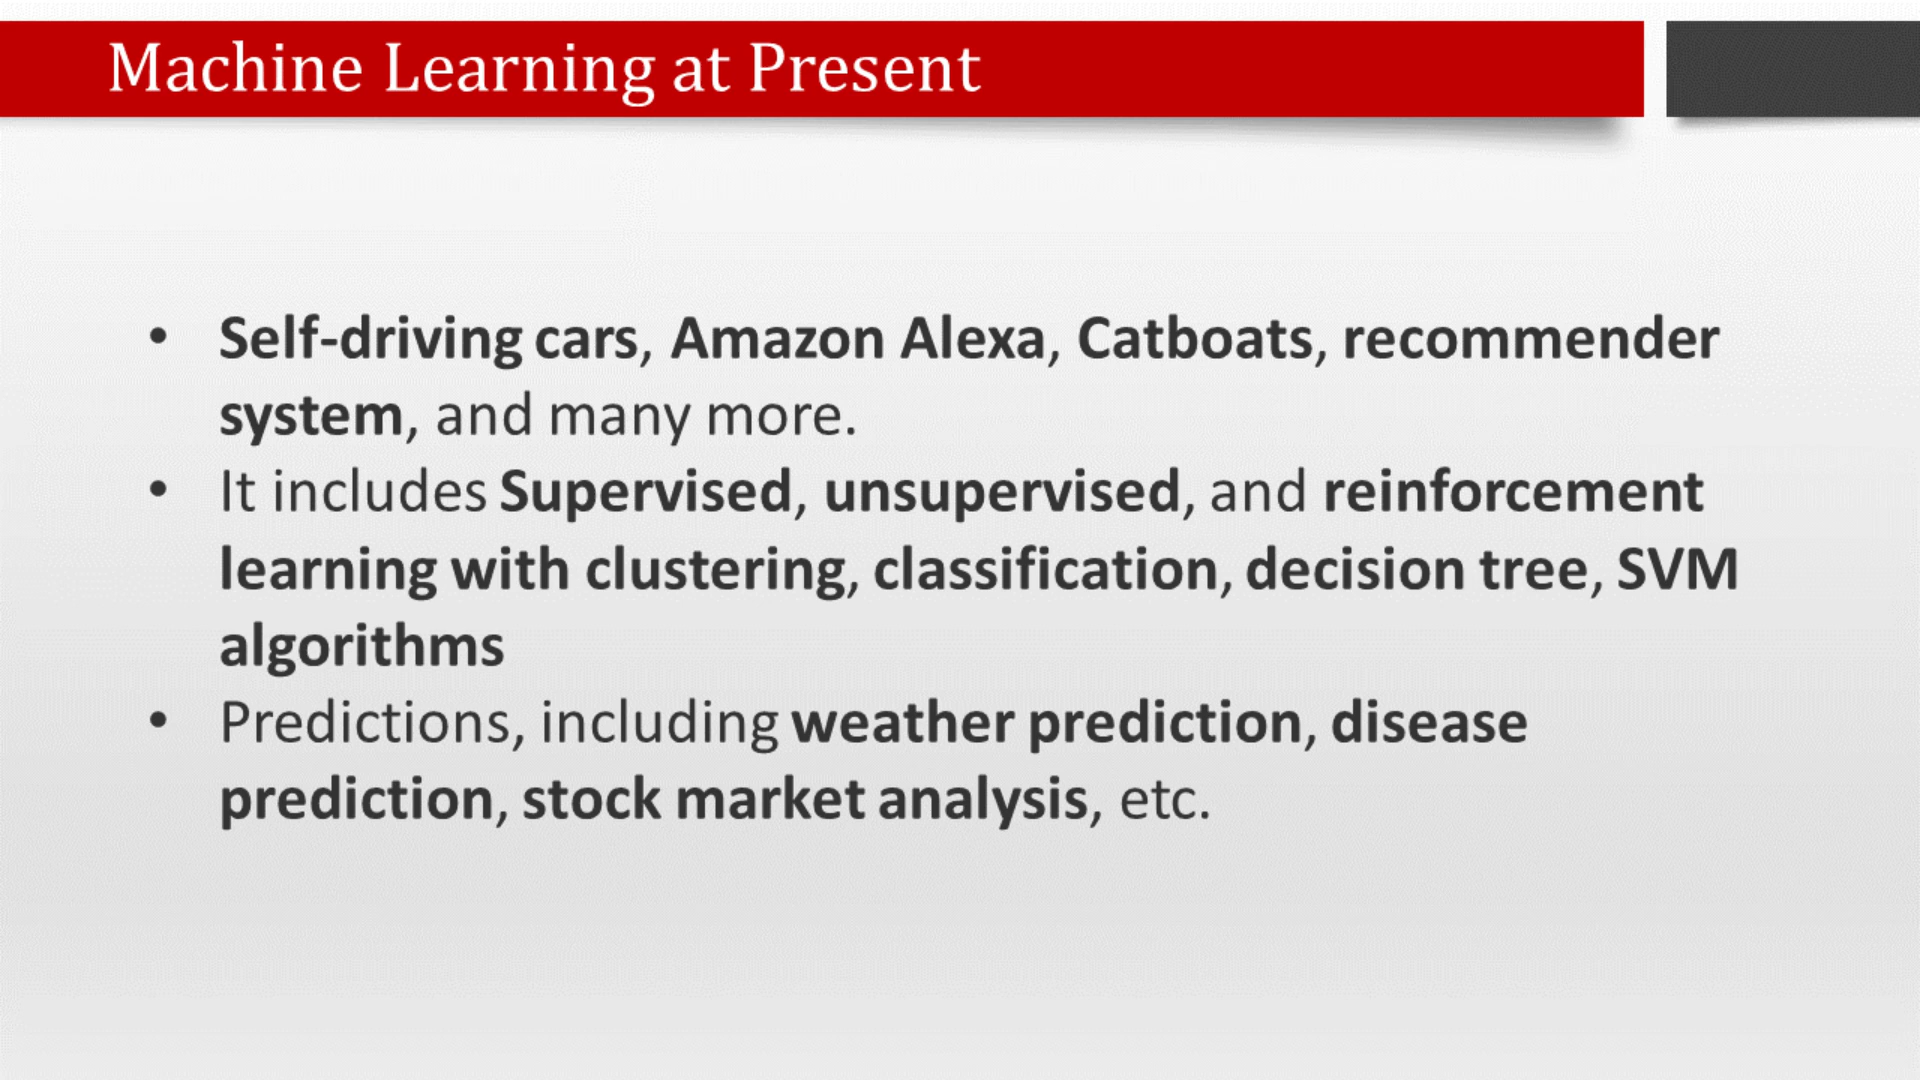 Machine Learning at Present
• Self-driving cars, Amazon Alexa, Catboats, recommender
system, and many more.
• It includes Supervised, unsupervised, and reinforcement
learning with clustering, classification, decision tree, SVM
algorithms
• Predictions, including weather prediction, disease
prediction, stock market analysis, etc.